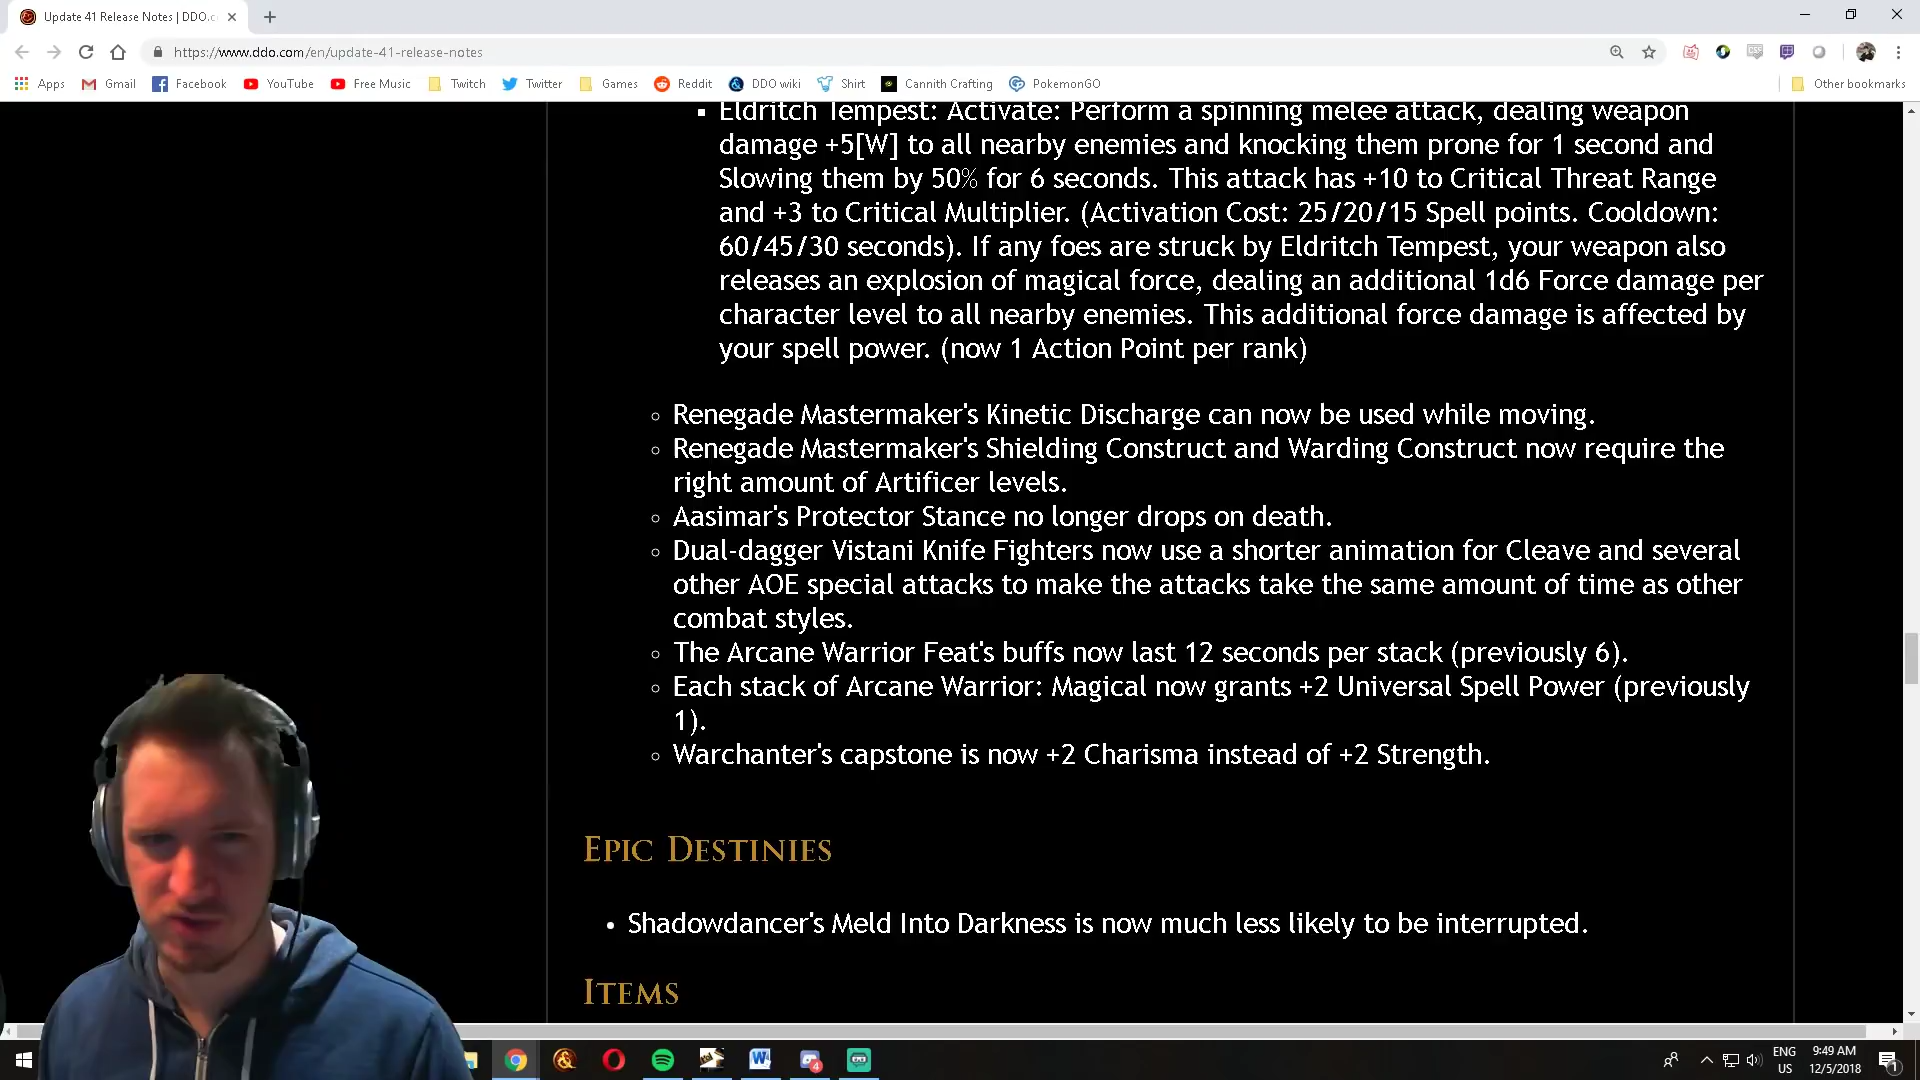 Update 41 Release Notes | DDO.c
https://www.ddo.com/en/update-41-release-notes
Apps Gmail Facebook YouTube Free Music Twitch Twitter Games Reddit DDO wiki Shirt Cannith Crafting PokemonGO Other bookmarks
Eldritch Tempest: Activate: Perform a spinning melee attack, dealing weapon
damage +5[W] to all nearby enemies and knocking them prone for 1 second and
Slowing them by 50% for 6 seconds. This attack has +10 to Critical Threat Range
and +3 to Critical Multiplier. (Activation Cost: 25/20/15 Spell points. Cooldown:
60/45/30 seconds). If any foes are struck by Eldritch Tempest, your weapon also
releases an explosion of magical force, dealing an additional 1d6 Force damage per
character level to all nearby enemies. This additional force damage is affected by
your spell power. (now 1 Action Point per rank)
Renegade Mastermaker's Kinetic Discharge can now be used while moving.
Renegade Mastermaker's Shielding Construct and Warding Construct now require the
right amount of Artificer levels.
Aasimar's Protector Stance no longer drops on death.
Dual-dagger Vistani Knife Fighters now use a shorter animation for Cleave and several
other AOE special attacks to make the attacks take the same amount of time as other
combat styles.
The Arcane Warrior Feat's buffs now last 12 seconds per stack (previously 6).
Each stack of Arcane Warrior: Magical now grants +2 Universal Spell Power (previously
1).
Warchanter's capstone is now +2 Charisma instead of +2 Strength.
Epic Destinies
Shadowdancer's Meld Into Darkness is now much less likely to be interrupted.
Items
ENG
US
9:49 AM
12/5/2018